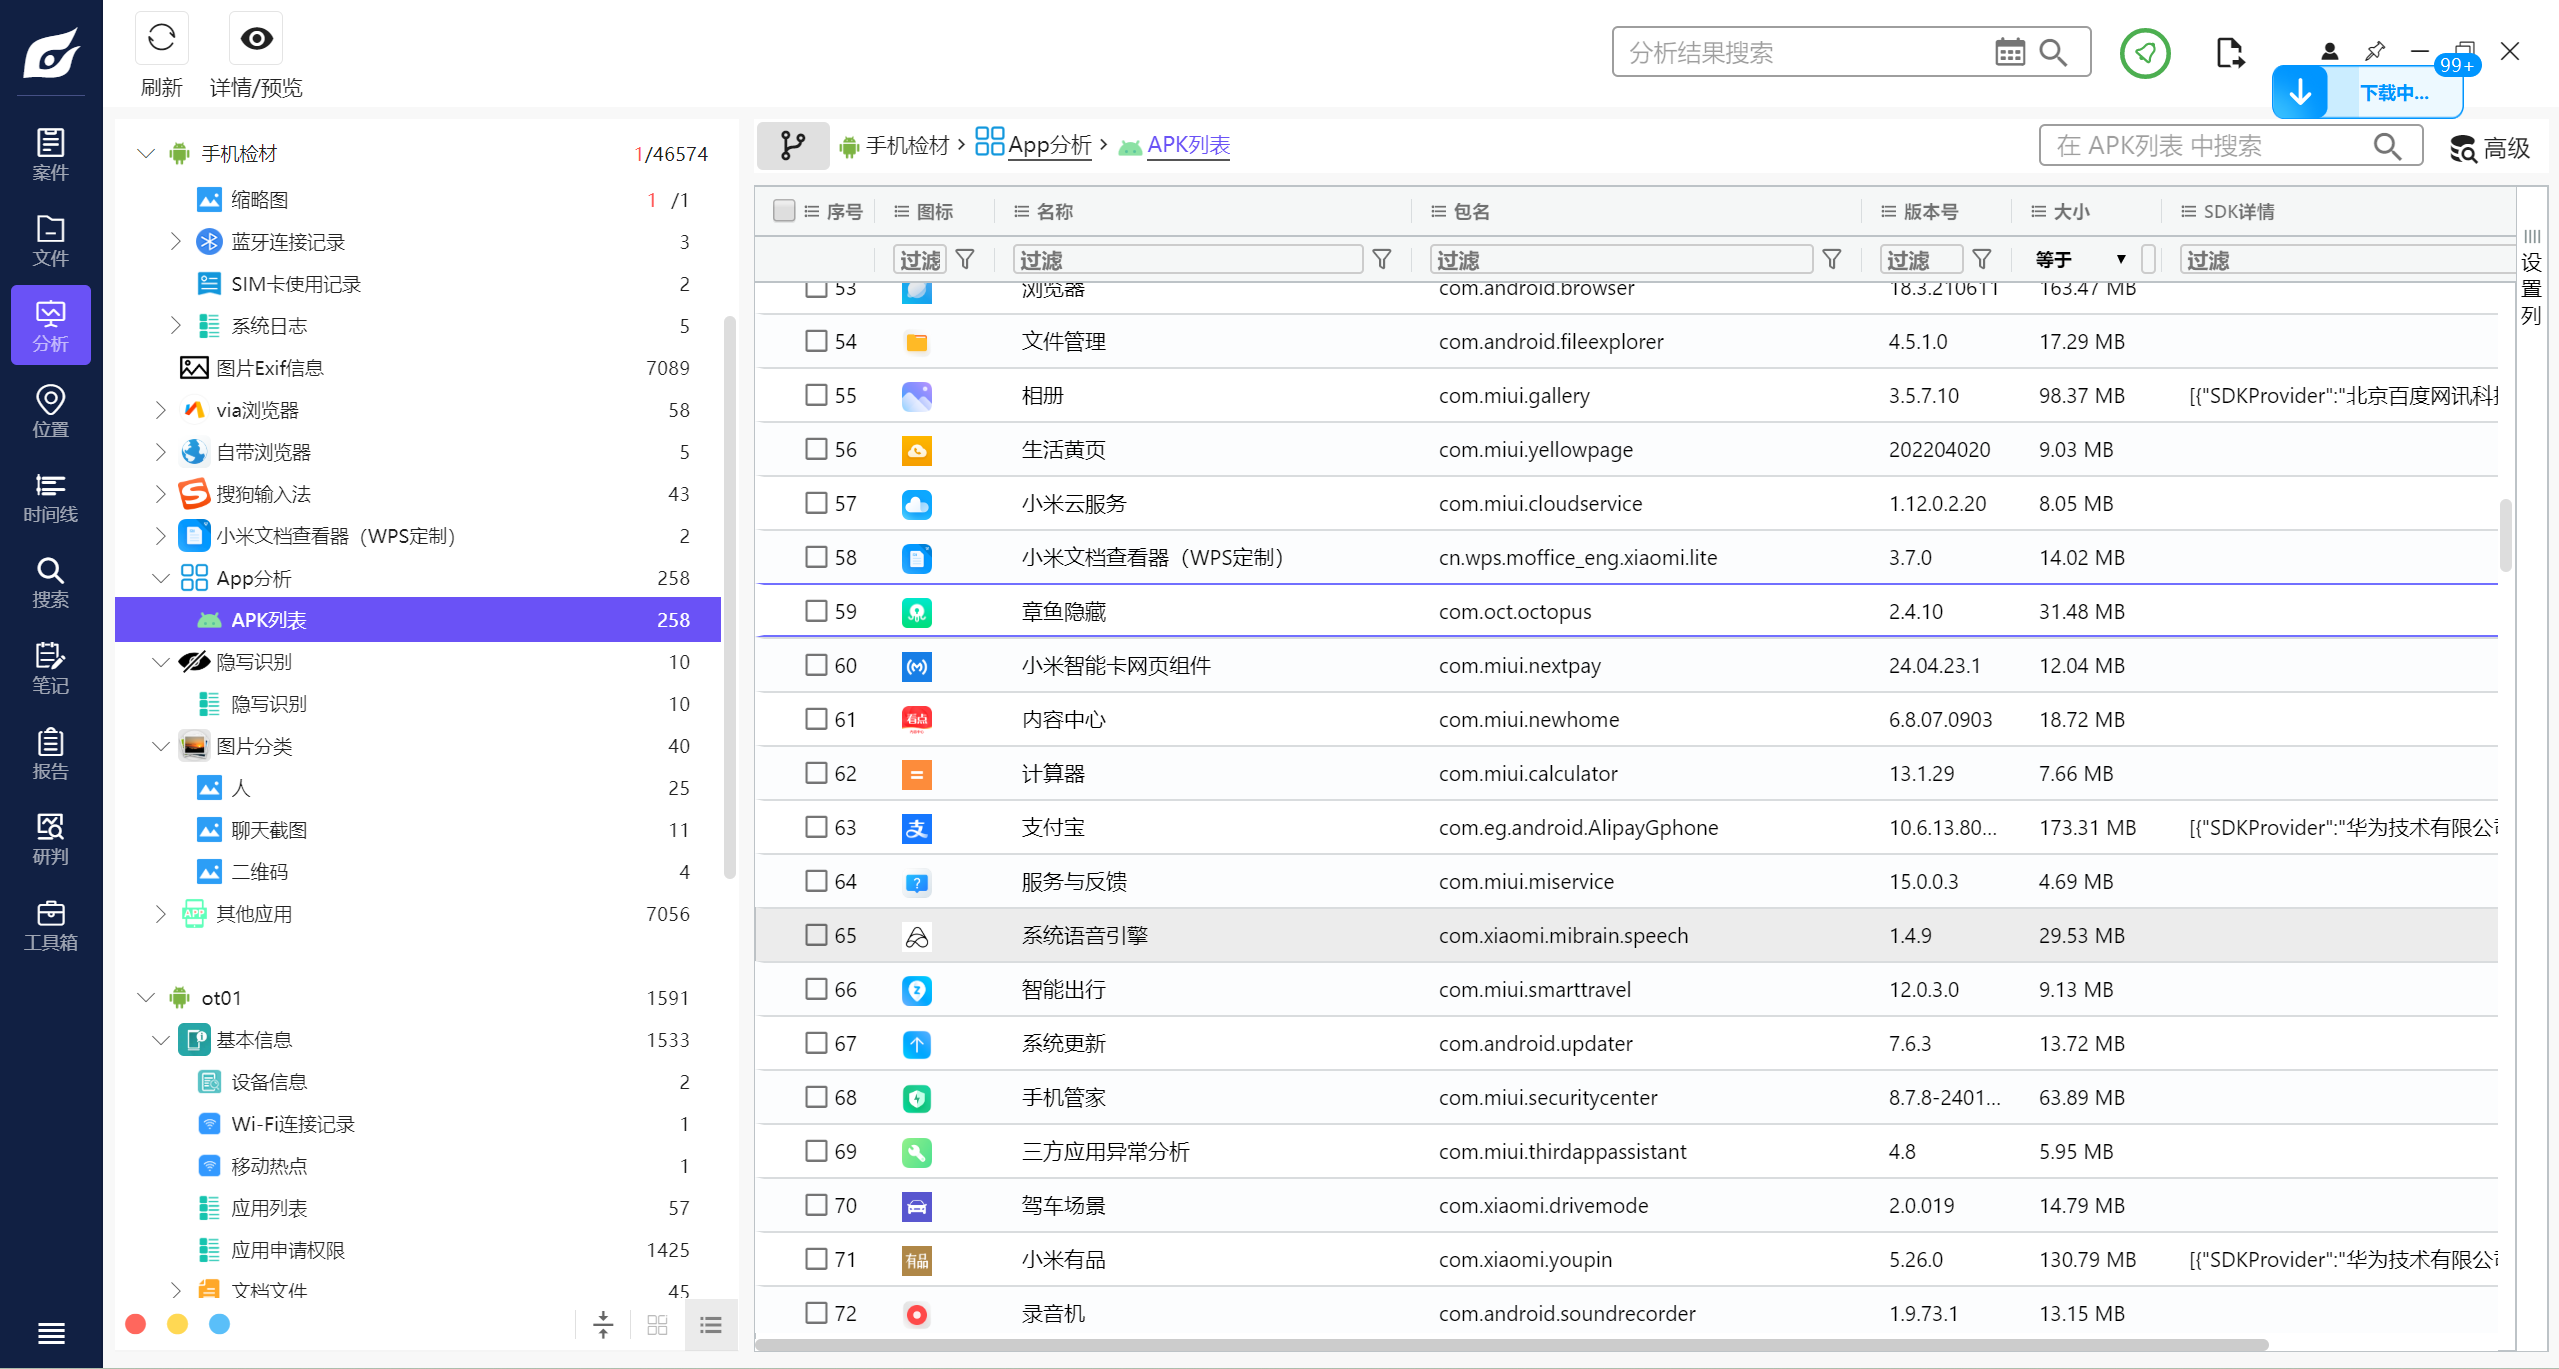 刷新
详情/预览
分析结果搜索
99+
下载中...
案件
文件
分析
位置
时间线
搜索
笔记
报告
研判
工具箱
手机检材 1/46574
缩略图 1 /1
蓝牙连接记录 3
SIM卡使用记录 2
系统日志 5
图片Exif信息 7089
via浏览器 58
自带浏览器 5
搜狗输入法 43
小米文档查看器（WPS定制） 2
App分析 258
APK列表 258
隐写识别 10
隐写识别 10
图片分类 40
人 25
聊天截图 11
二维码 4
其他应用 7056
ot01 1591
基本信息 1533
设备信息 2
Wi-Fi连接记录 1
移动热点 1
应用列表 57
应用申请权限 1425
文档文件 45
手机检材 > App分析 > APK列表
在 APK列表 中搜索
高级
序号 图标 名称 包名 版本号 大小 SDK详情
过滤 过滤 过滤 过滤 等于 ▼ 过滤
设置列
53 浏览器 com.android.browser 18.3.210611 163.47 MB
54 文件管理 com.android.fileexplorer 4.5.1.0 17.29 MB
55 相册 com.miui.gallery 3.5.7.10 98.37 MB [{"SDKProvider":"北京百度网讯科
56 生活黄页 com.miui.yellowpage 202204020 9.03 MB
57 小米云服务 com.miui.cloudservice 1.12.0.2.20 8.05 MB
58 小米文档查看器（WPS定制） cn.wps.moffice_eng.xiaomi.lite 3.7.0 14.02 MB
59 章鱼隐藏 com.oct.octopus 2.4.10 31.48 MB
60 小米智能卡网页组件 com.miui.nextpay 24.04.23.1 12.04 MB
61 看点 内容中心 com.miui.newhome 6.8.07.0903 18.72 MB
62 计算器 com.miui.calculator 13.1.29 7.66 MB
63 支 支付宝 com.eg.android.AlipayGphone 10.6.13.80... 173.31 MB [{"SDKProvider":"华为技术有限公
64 服务与反馈 com.miui.miservice 15.0.0.3 4.69 MB
65 系统语音引擎 com.xiaomi.mibrain.speech 1.4.9 29.53 MB
66 智能出行 com.miui.smarttravel 12.0.3.0 9.13 MB
67 系统更新 com.android.updater 7.6.3 13.72 MB
68 手机管家 com.miui.securitycenter 8.7.8-2401... 63.89 MB
69 三方应用异常分析 com.miui.thirdappassistant 4.8 5.95 MB
70 驾车场景 com.xiaomi.drivemode 2.0.019 14.79 MB
71 有品 小米有品 com.xiaomi.youpin 5.26.0 130.79 MB [{"SDKProvider":"华为技术有限公
72 录音机 com.android.soundrecorder 1.9.73.1 13.15 MB